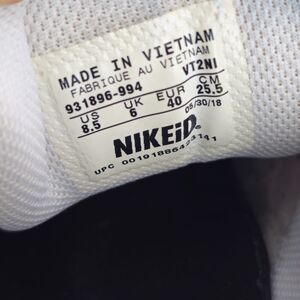 MADE IN VIETNAM
FABRIQUE AU VIETNAM
931896-994 VT2NI
US UK EUR CM
8.5 6 40 25.5
05/30/18
NIKEiD®
UPC